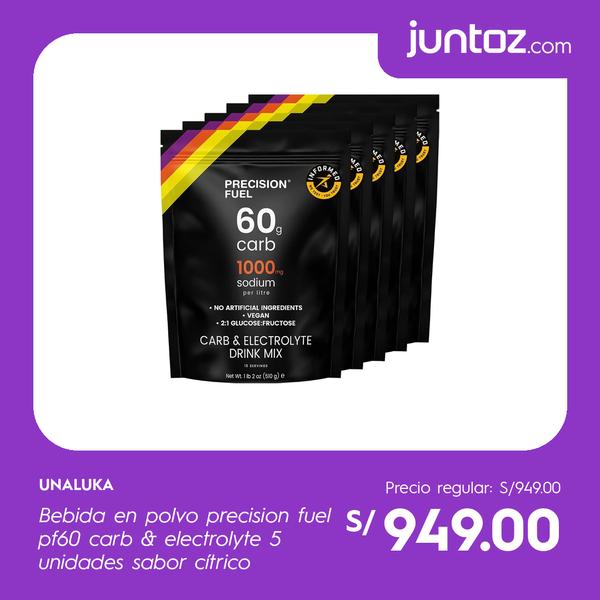 juntoz.com
PRECISION®
FUEL
INFORMED
60g
carb
1000mg
sodium
per litre
• NO ARTIFICIAL INGREDIENTS
• VEGAN
• 2:1 GLUCOSE:FRUCTOSE
CARB & ELECTROLYTE
DRINK MIX
Net Wt. 1 lb 2 oz (510 g) e
UNALUKA
Bebida en polvo precision fuel
pf60 carb & electrolyte 5
unidades sabor cítrico
Precio regular: S/949.00
S/ 949.00